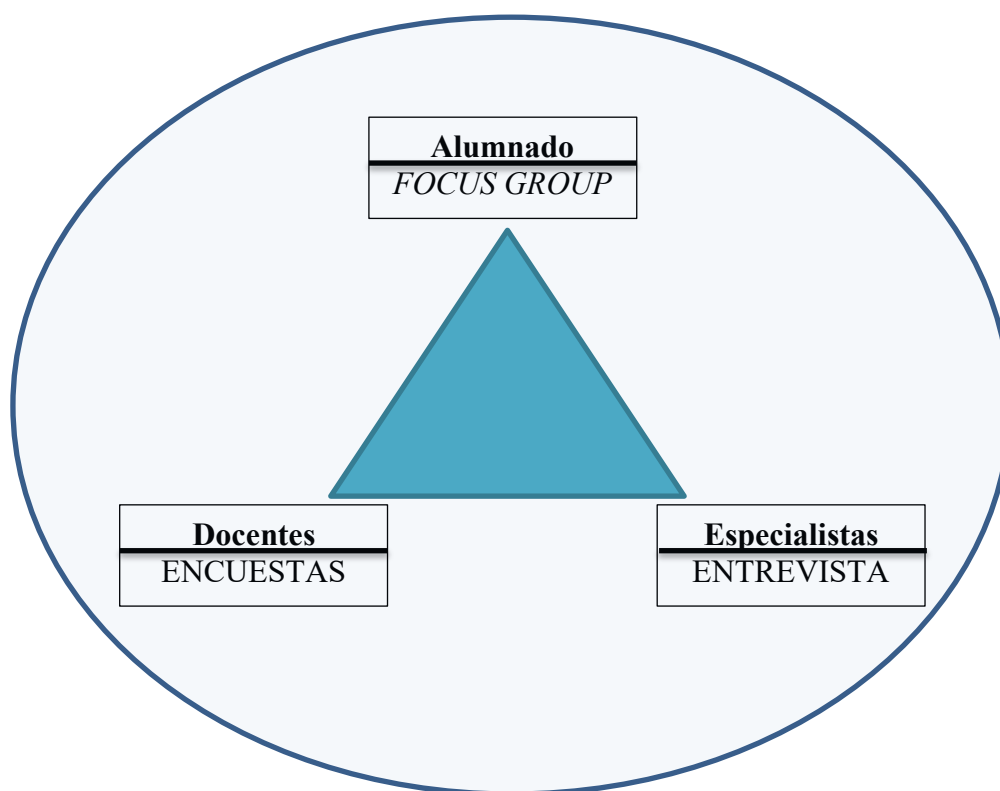 Alumnado
FOCUS GROUP
Docentes
ENCUESTAS
Especialistas
ENTREVISTA